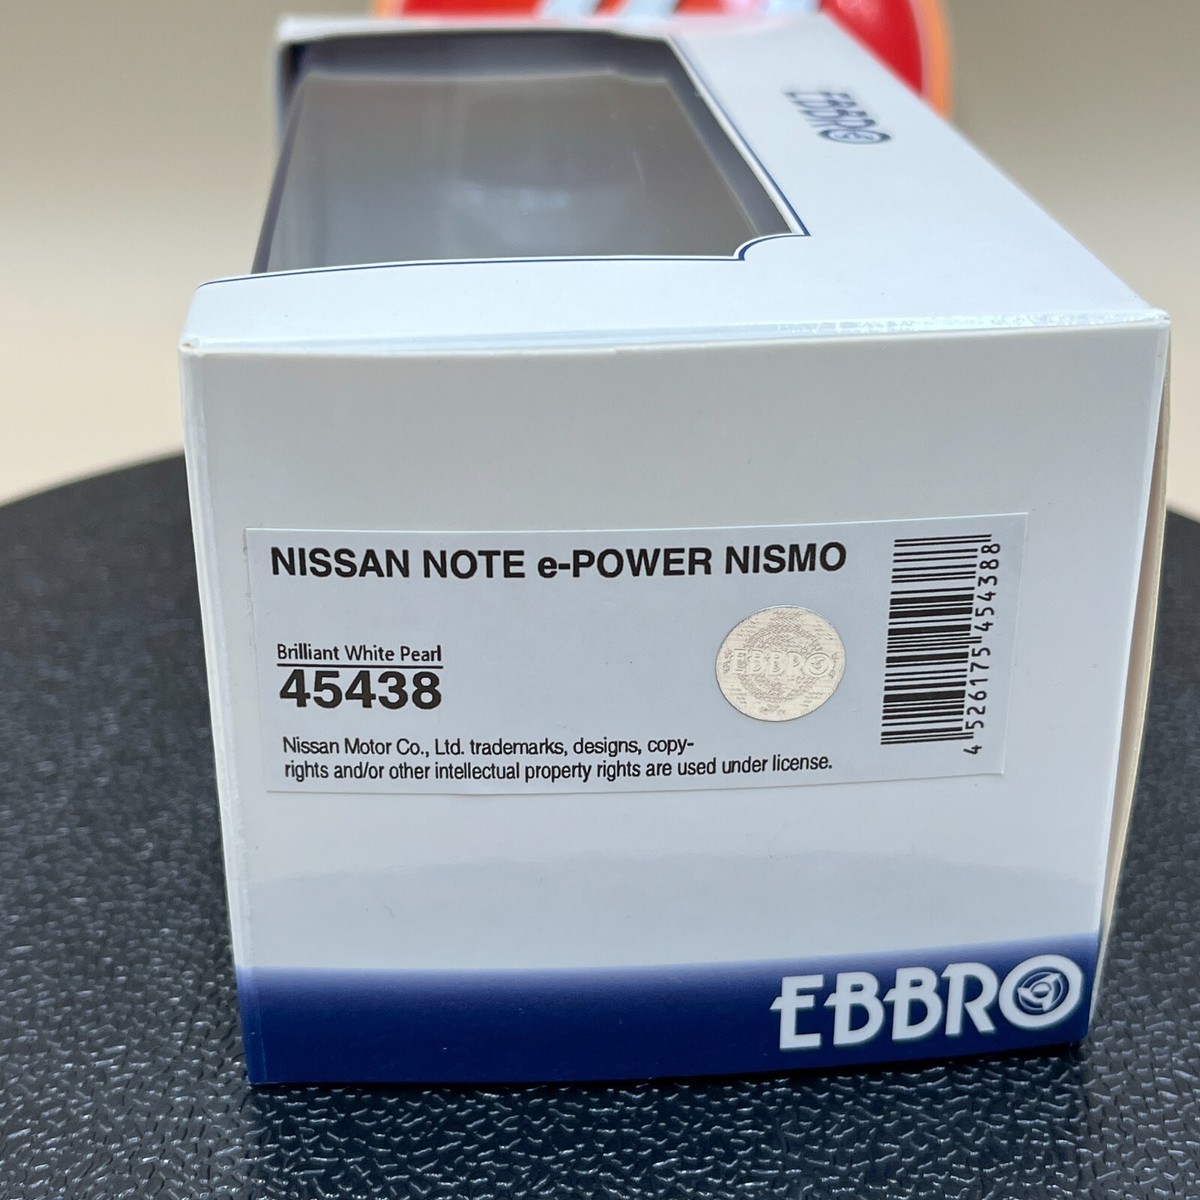 EBBRO
NISSAN NOTE e-POWER NISMO
Brilliant White Pearl
45438
EBBRO
Nissan Motor Co., Ltd. trademarks, designs, copy-
rights and/or other intellectual property rights are used under license.
4 526175 454388
EBBRO